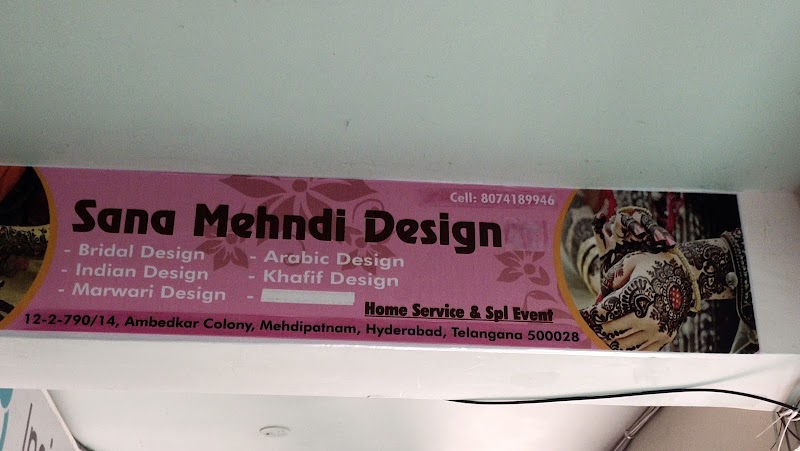 Cell: 8074189946
Sana Mehndi Design
- Bridal Design
- Indian Design
- Marwari Design
- Arabic Design
- Khafif Design
-
Home Service & Spl Event
12-2-790/14, Ambedkar Colony, Mehdipatnam, Hyderabad, Telangana 500028